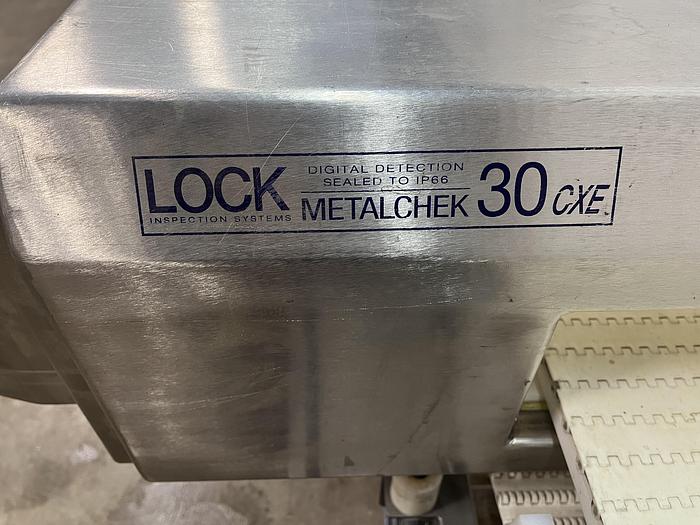 LOCK
INSPECTION SYSTEMS
DIGITAL DETECTION
SEALED TO IP66
METALCHEK
30 CXE